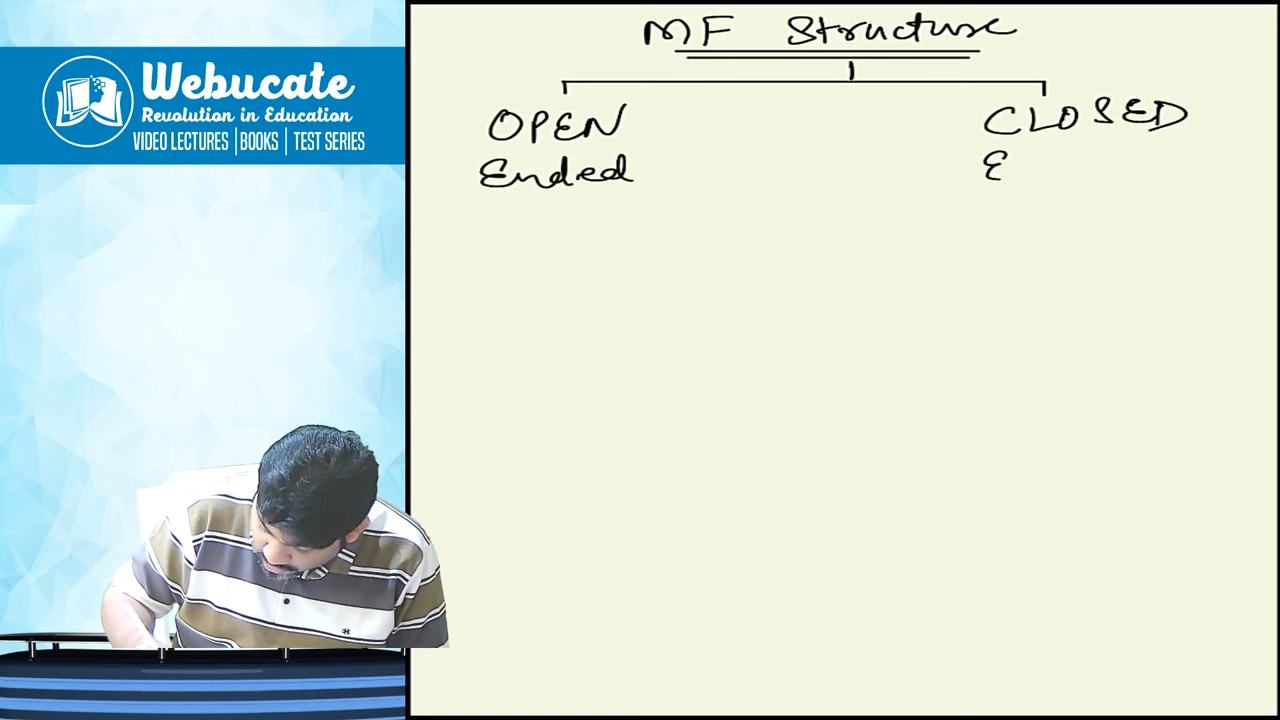 Webucate
Revolution in Education
VIDEO LECTURES | BOOKS | TEST SERIES
MF Structure
OPEN CLOSED
Ended E